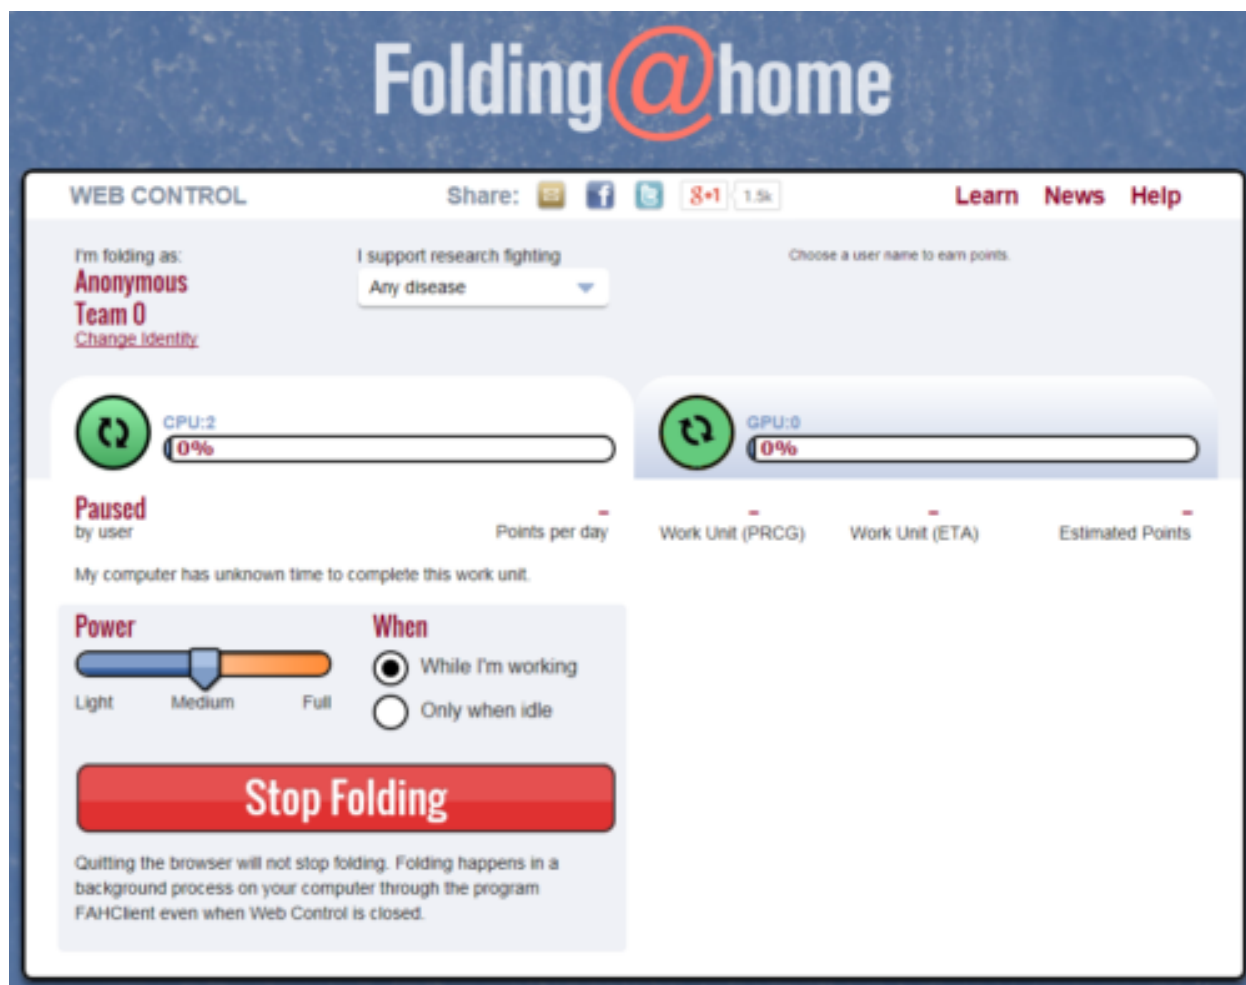 Folding@home
WEB CONTROL
Share:
g+1
1.5k
Learn News Help
I'm folding as:
Anonymous
Team 0
Change Identity
I support research fighting
Any disease
Choose a user name to earn points.
CPU:2
0%
GPU:0
0%
Paused
by user
-
Points per day
-
Work Unit (PRCG)
-
Work Unit (ETA)
-
Estimated Points
My computer has unknown time to complete this work unit.
Power
Light Medium Full
When
While I'm working
Only when idle
Stop Folding
Quitting the browser will not stop folding. Folding happens in a
background process on your computer through the program
FAHClient even when Web Control is closed.